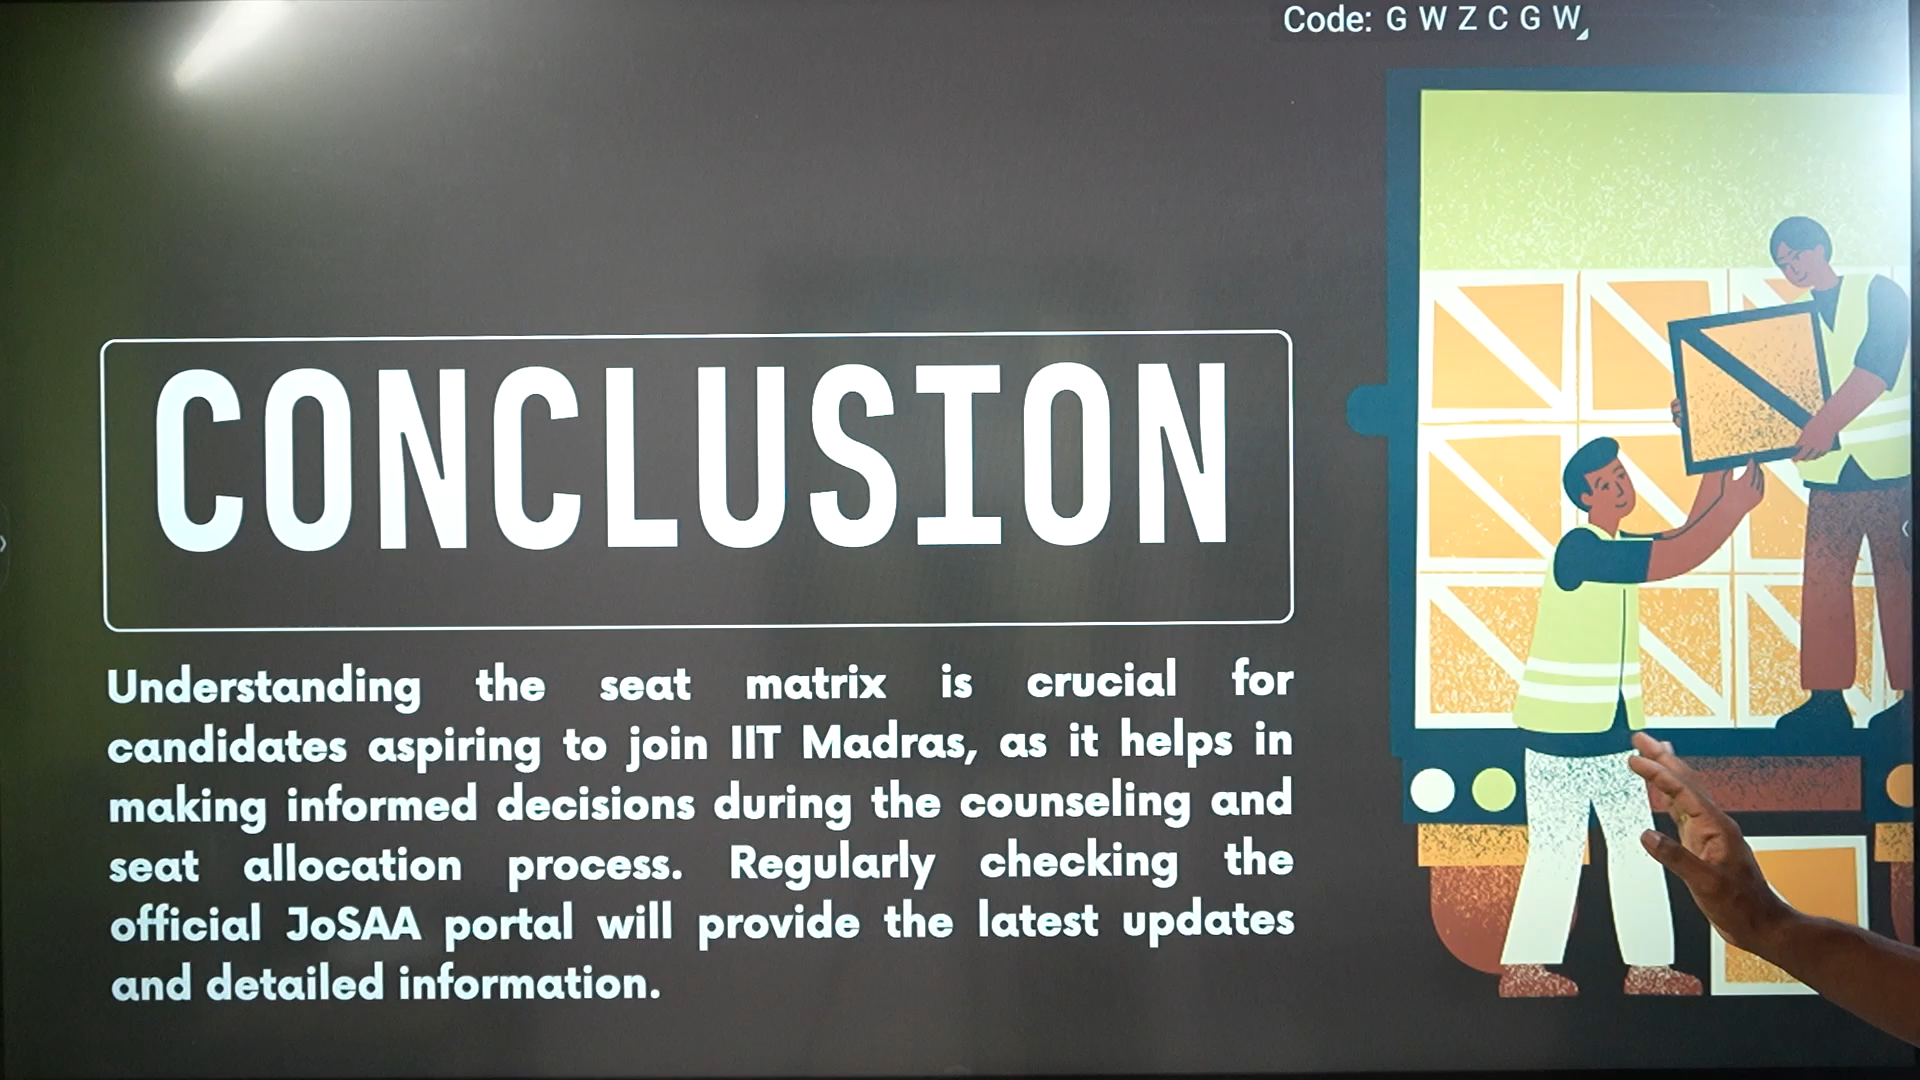 Code: G W Z C G W
CONCLUSION
Understanding the seat matrix is crucial for
candidates aspiring to join IIT Madras, as it helps in
making informed decisions during the counseling and
seat allocation process. Regularly checking the
official JoSAA portal will provide the latest updates
and detailed information.